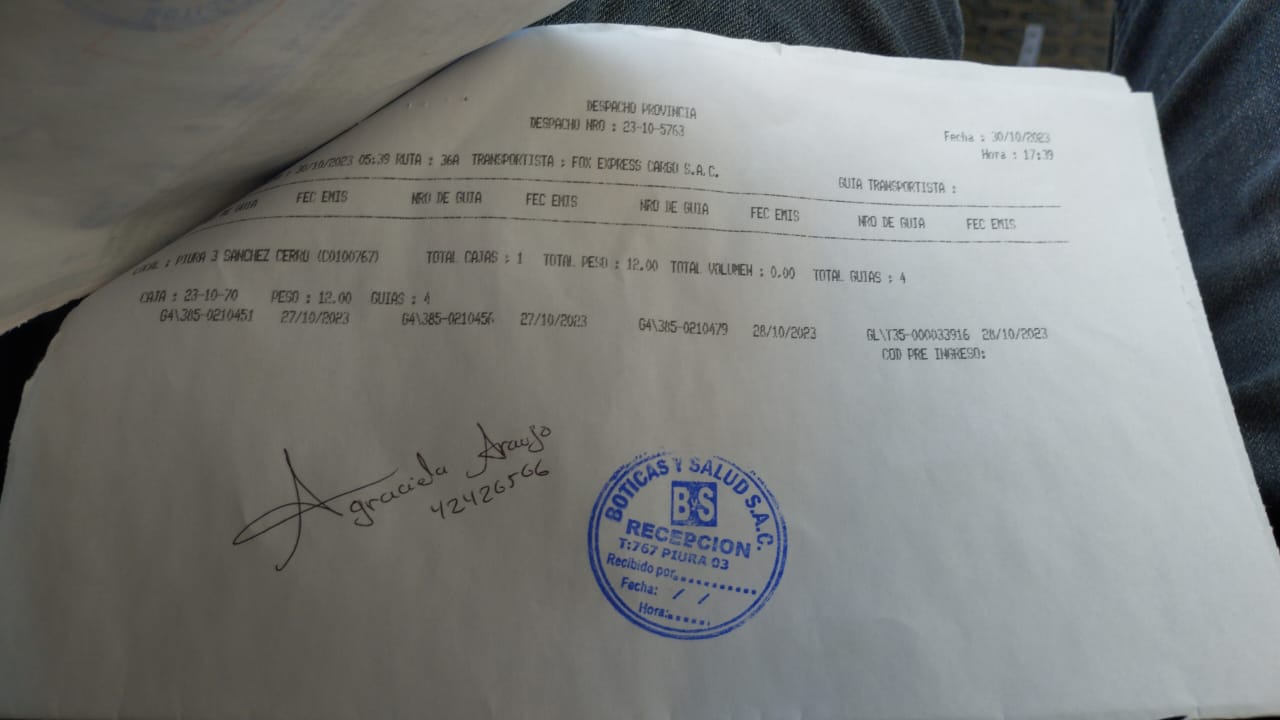 DESPACHO PROVINCIA
DESPACHO NRO : 23-10-5763
Fecha : 30/10/2023
Hora : 17:39
30/10/2023 05:39 RUTA : 36A TRANSPORTISTA : FOX EXPRESS CARGO S.A.C.
GUIA TRANSPORTISTA :
GUIA FEC EMIS NRO DE GUIA FEC EMIS NRO DE GUIA FEC EMIS NRO DE GUIA FEC EMIS
LOCAL : PIURA 3 SANCHEZ CERRO (C0100767) TOTAL CAJAS : 1 TOTAL PESO : 12.00 TOTAL VOLUMEN : 0.00 TOTAL GUIAS : 4
CAJA : 23-10-70 PESO : 12.00 GUIAS : 4
G4\385-0210451 27/10/2023 G4\385-0210456 27/10/2023 G4\385-0210479 28/10/2023 GL\T35-000033916 28/10/2023
COD PRE INGRESO:
Agraciela Araujo
42426566
BOTICAS Y SALUD S.A.C.
B&S
RECEPCION
T:767 PIURA 03
Recibido por..............
Fecha: / /
Hora:.......